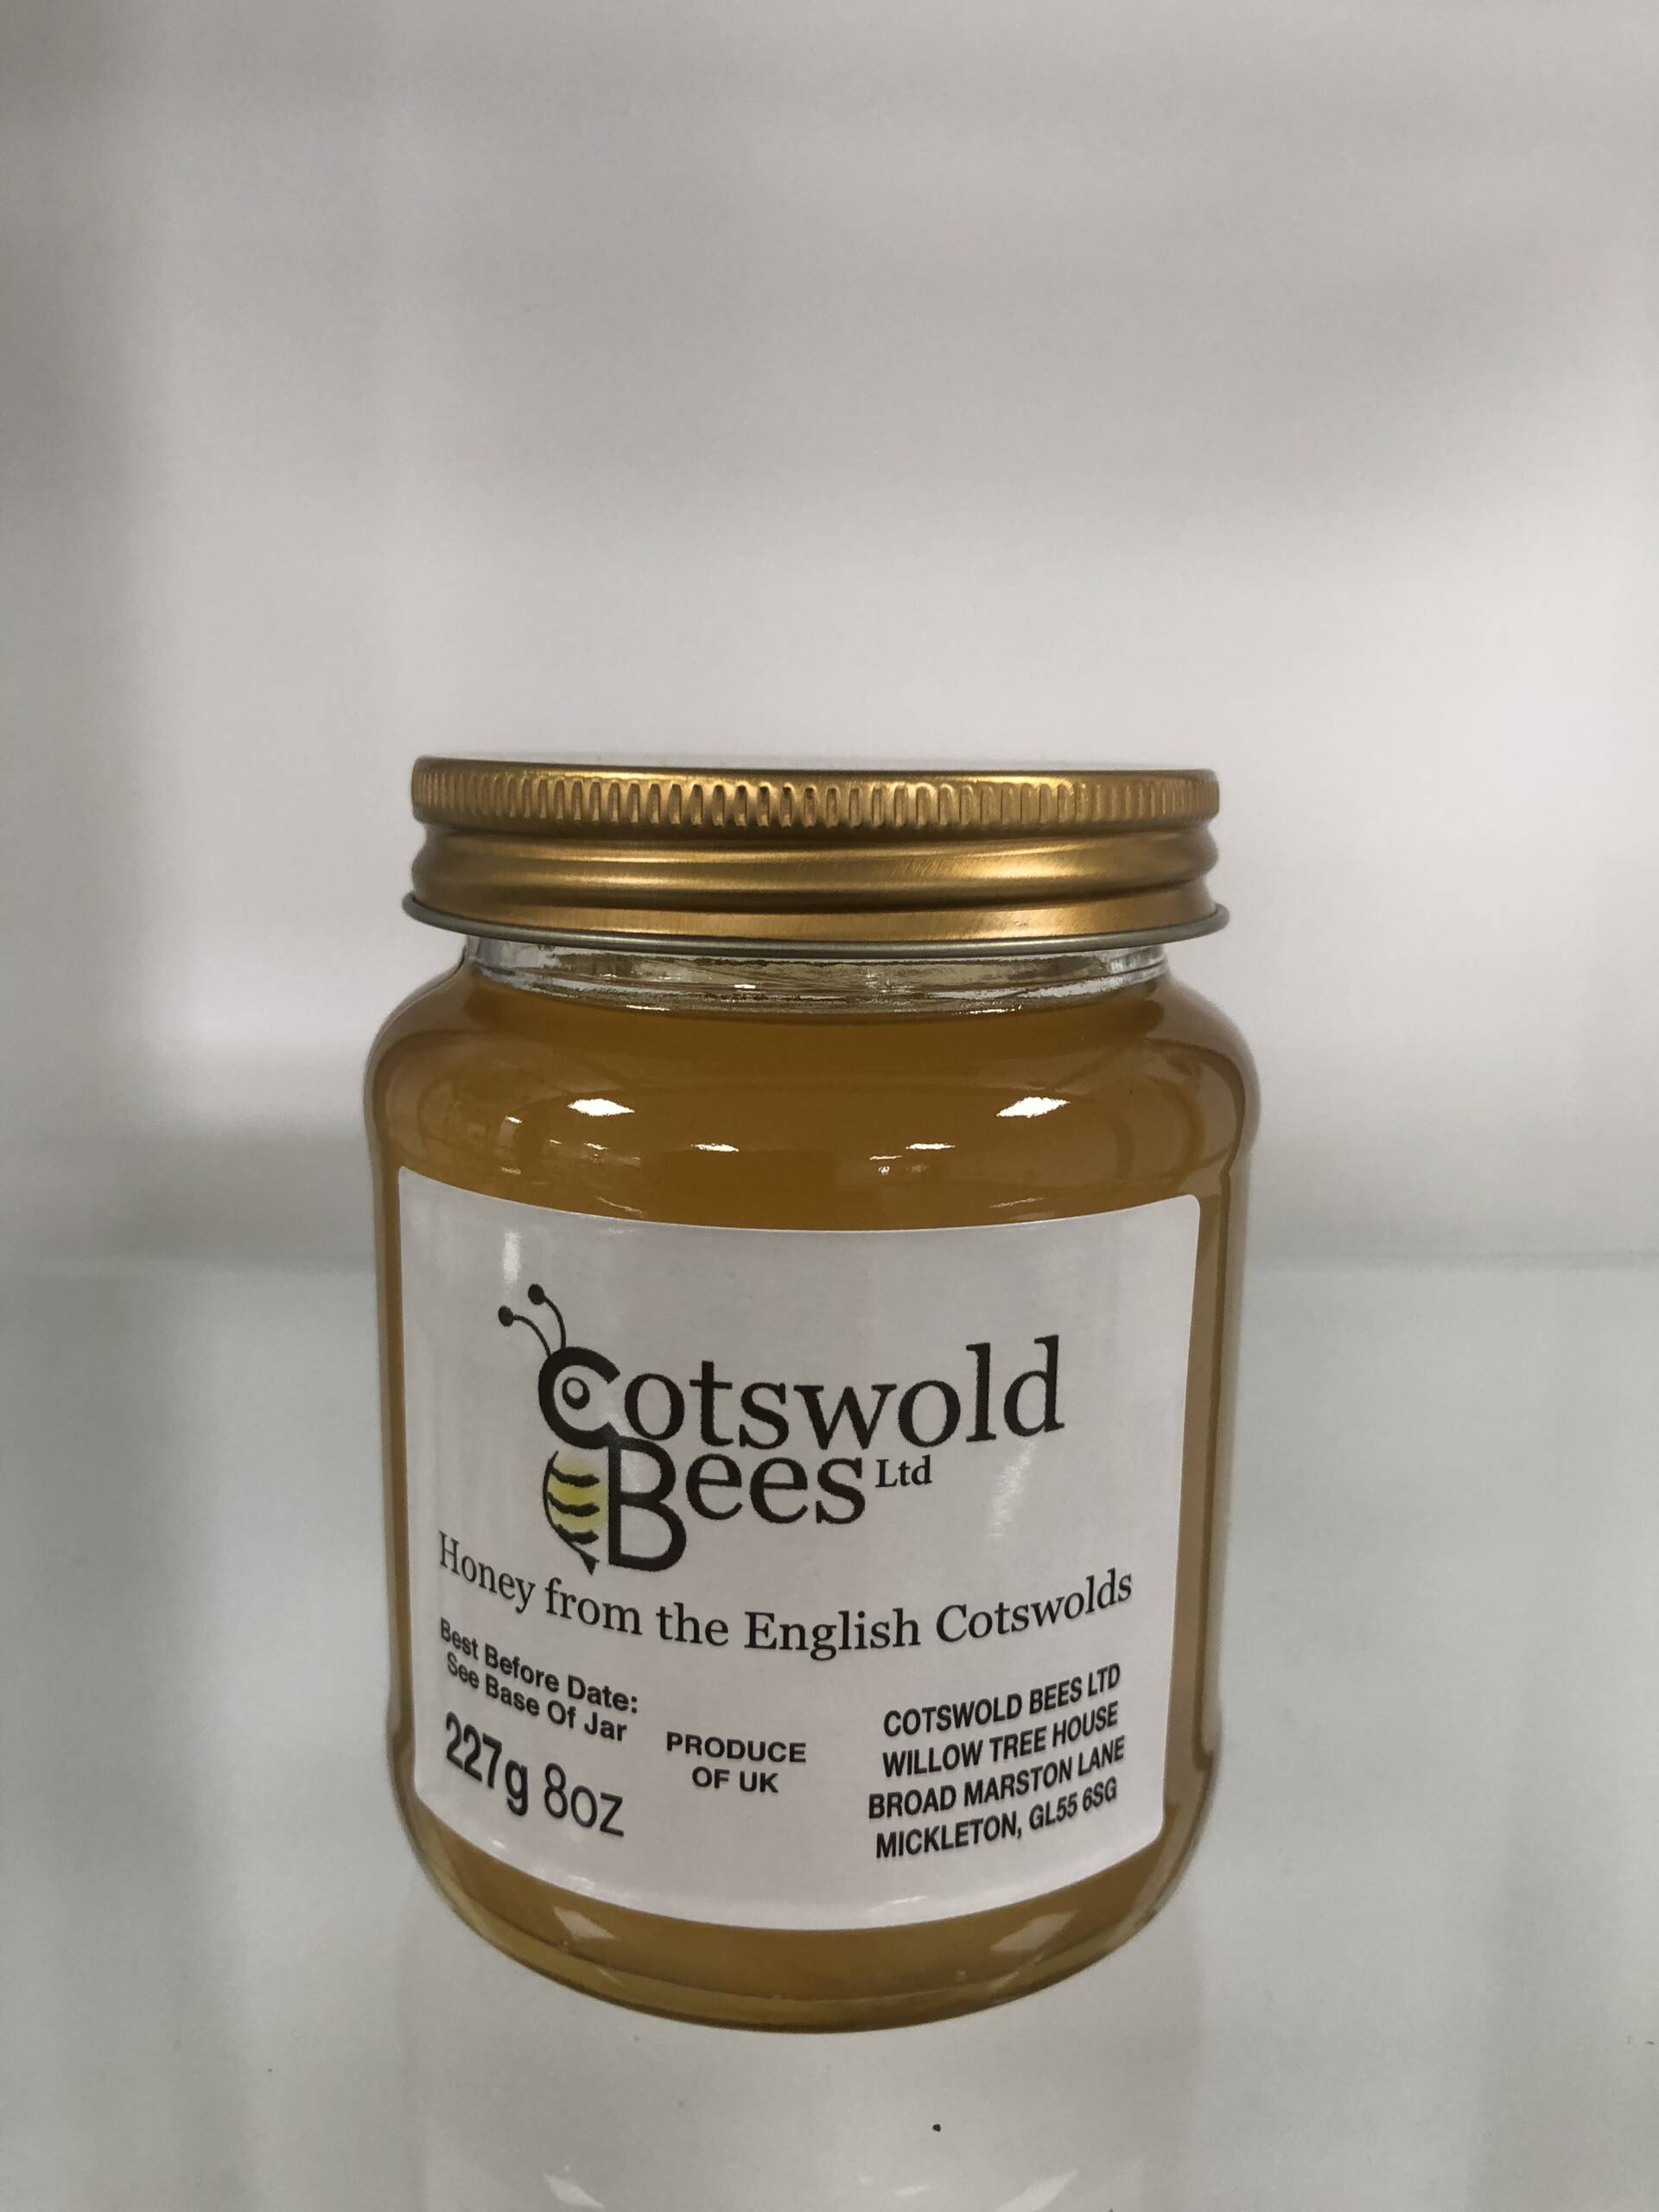 Cotswold
Bees Ltd
Honey from the English Cotswolds
Best Before Date:
See Base Of Jar
227g 8oz
PRODUCE
OF UK
COTSWOLD BEES LTD
WILLOW TREE HOUSE
BROAD MARSTON LANE
MICKLETON, GL55 6SG